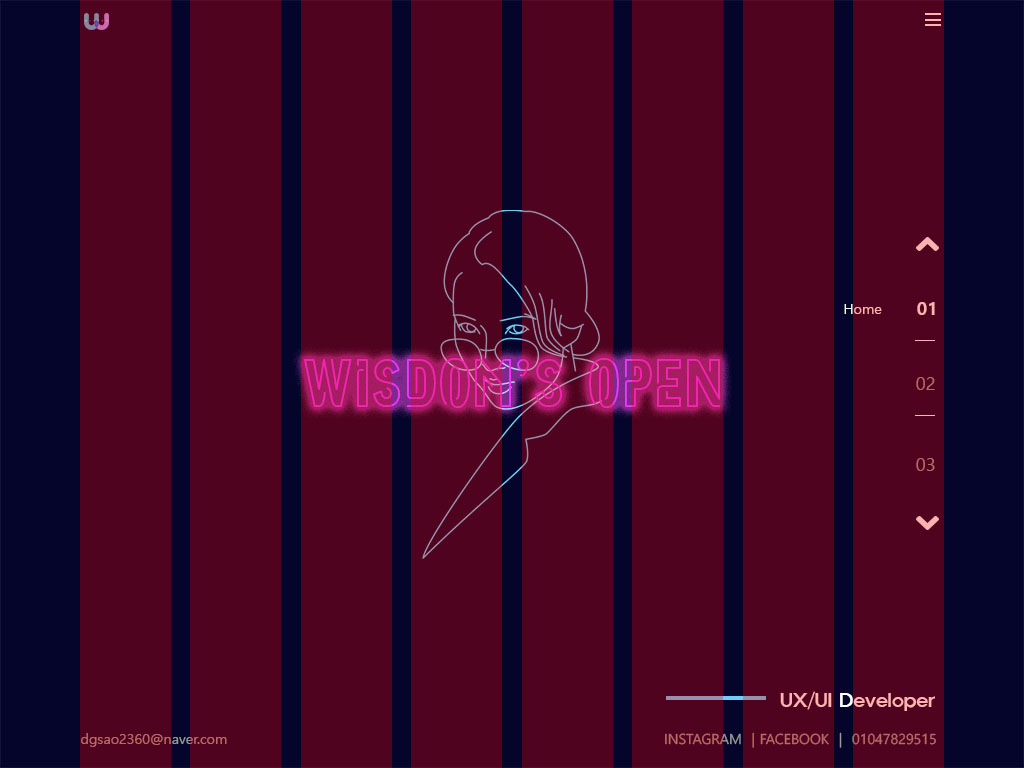 W
Home 01
02
WISDOM'S OPEN
03
UX/UI Developer
dgsao2360@naver.com
INSTAGRAM | FACEBOOK | 01047829515